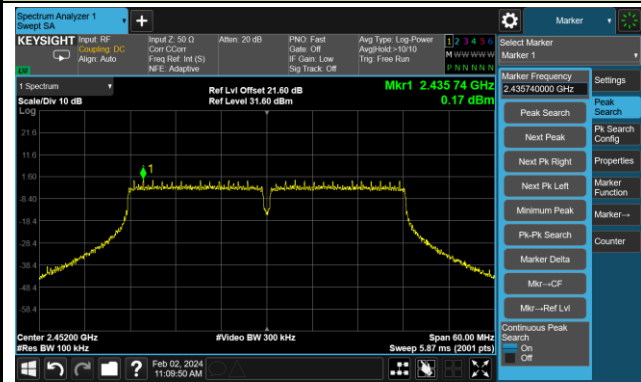 Spectrum Analyzer 1
Swept SA
Marker
KEYSIGHT
Input: RF
Coupling: DC
Align: Auto
Input Z: 50 Ω
Corr CCorr
Freq Ref: Int (S)
NFE: Adaptive
Atten: 20 dB
PNO: Fast
Gate: Off
IF Gain: Low
Sig Track: Off
Avg Type: Log-Power
Avg|Hold:>10/10
Trig: Free Run
1 2 3 4 5 6
M W W W W W
P N N N N N
Select Marker
Marker 1
LXI
1 Spectrum
Scale/Div 10 dB
Log
Ref Lvl Offset 21.60 dB
Ref Level 31.60 dBm
Mkr1 2.435 74 GHz
0.17 dBm
21.6
11.6
1.60
-8.40
-18.4
-28.4
-38.4
-48.4
-58.4
1
Center 2.45200 GHz
#Res BW 100 kHz
#Video BW 300 kHz
Span 60.00 MHz
Sweep 5.87 ms (2001 pts)
Marker Frequency
2.435740000 GHz
Peak Search
Next Peak
Next Pk Right
Next Pk Left
Minimum Peak
Pk-Pk Search
Marker Delta
Mkr→CF
Mkr→Ref Lvl
Continuous Peak
Search
On
Off
Settings
Peak
Search
Pk Search
Config
Properties
Marker
Function
Marker→
Counter
Feb 02, 2024
11:09:50 AM